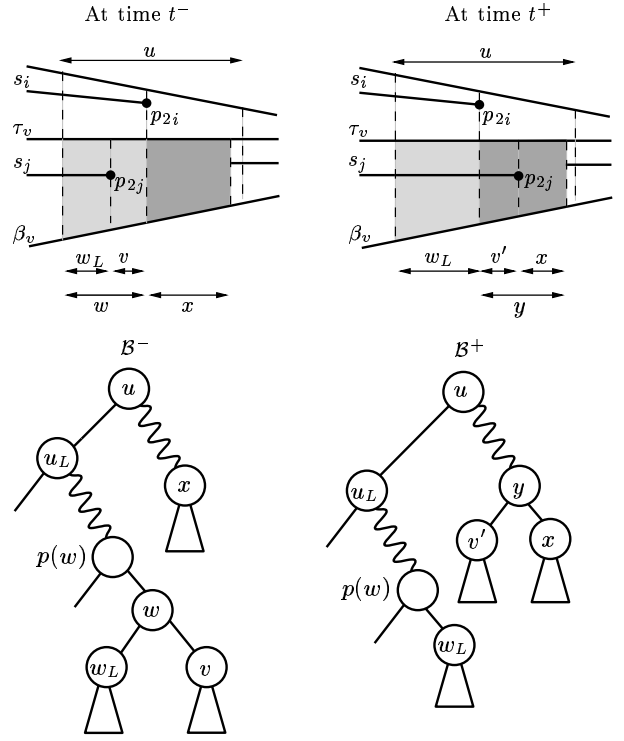 At time t⁻
At time t⁺
u
u
s_i
p_{2i}
s_i
p_{2i}
τ_v
τ_v
s_j
p_{2j}
s_j
p_{2j}
β_v
β_v
w_L v
w_L v′ x
w x
y
𝓑⁻
𝓑⁺
u
u
u_L
x
u_L
y
v′ x
p(w)
p(w)
w
w_L
w_L v